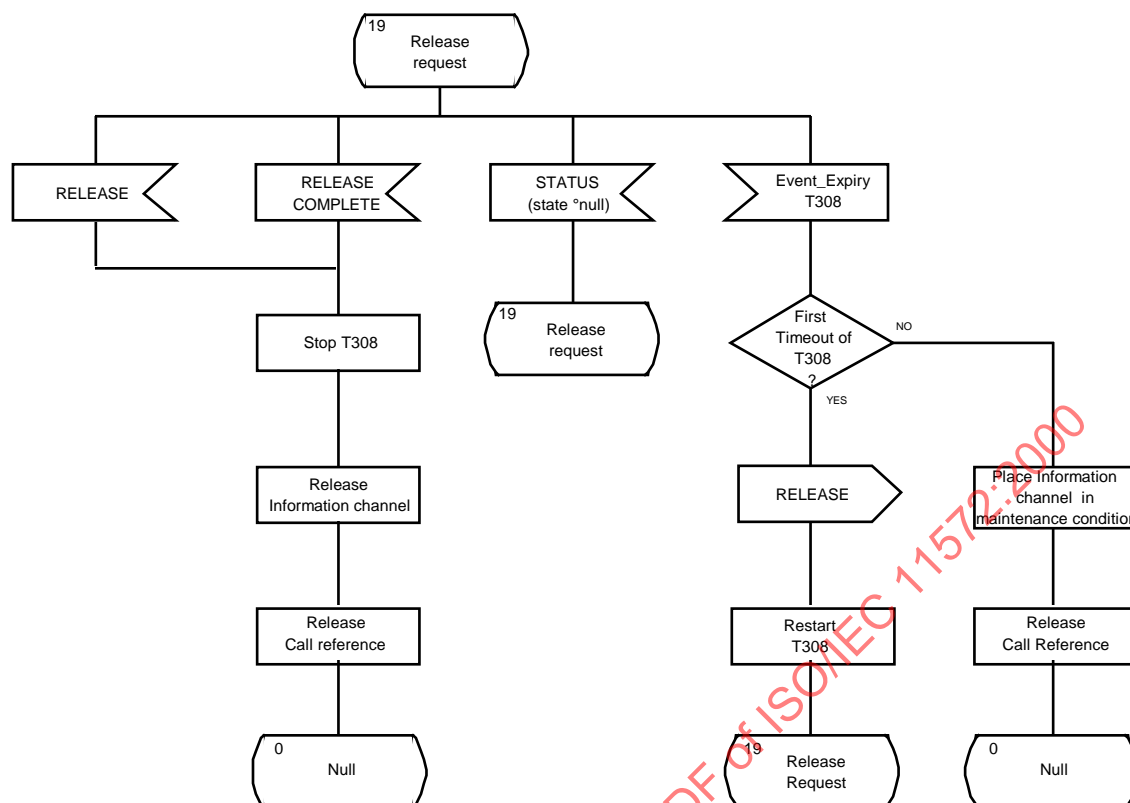 19
Release
request
RELEASE
RELEASE
COMPLETE
STATUS
(state °null)
Event_Expiry
T308
Stop T308
19
Release
request
First
Timeout of
T308
?
NO
YES
Release
Information channel
RELEASE
Place Information
channel in
maintenance condition
Release
Call reference
Restart
T308
Release
Call Reference
0
Null
19
Release
Request
0
Null
DF of ISO/IEC 11572:2000